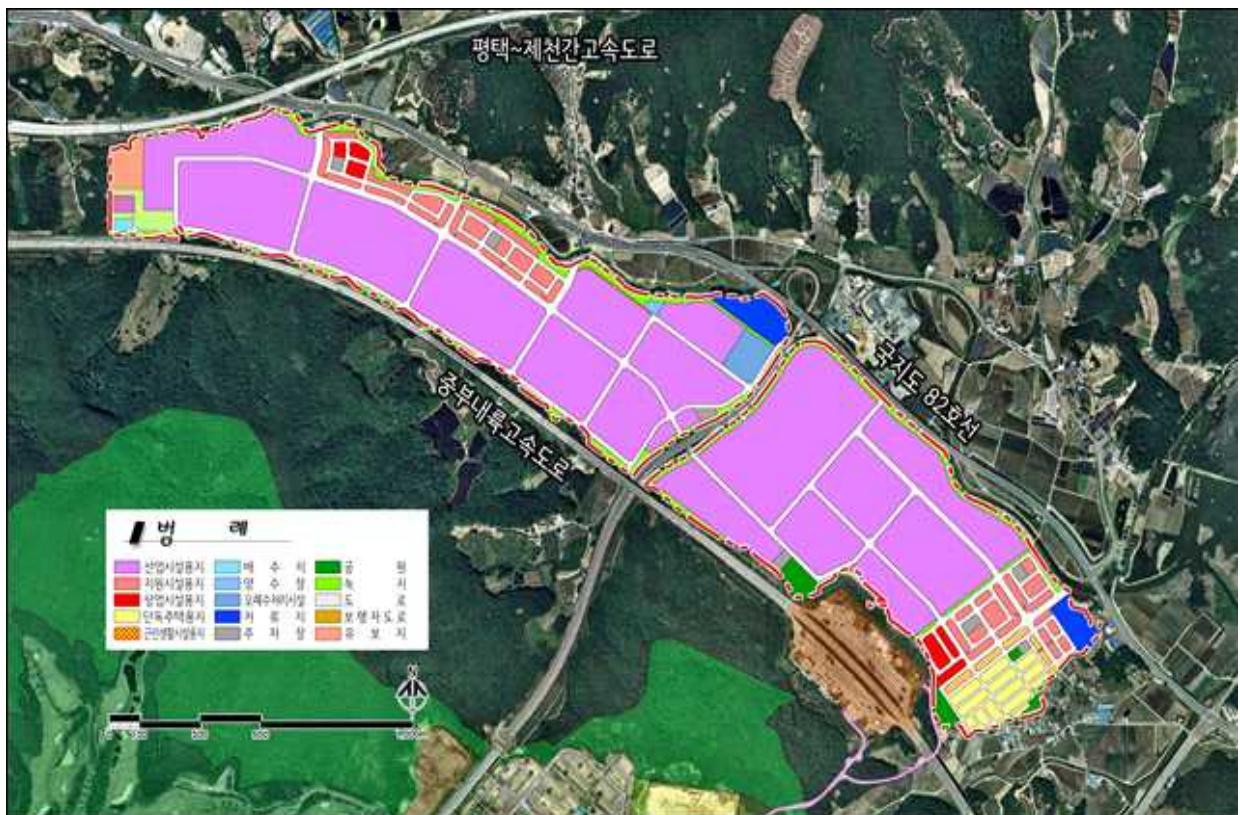 평택~제천간고속도로
국지도 82호선
중부내륙고속도로
범 례
산업시설용지 배 수 지 공 원
지원시설용지 양 수 장 녹 지
상업시설용지 오폐수처리시설 도 로
단독주택용지 저 류 지 보행자도로
근린생활시설용지 주 차 장 유 보 지
N